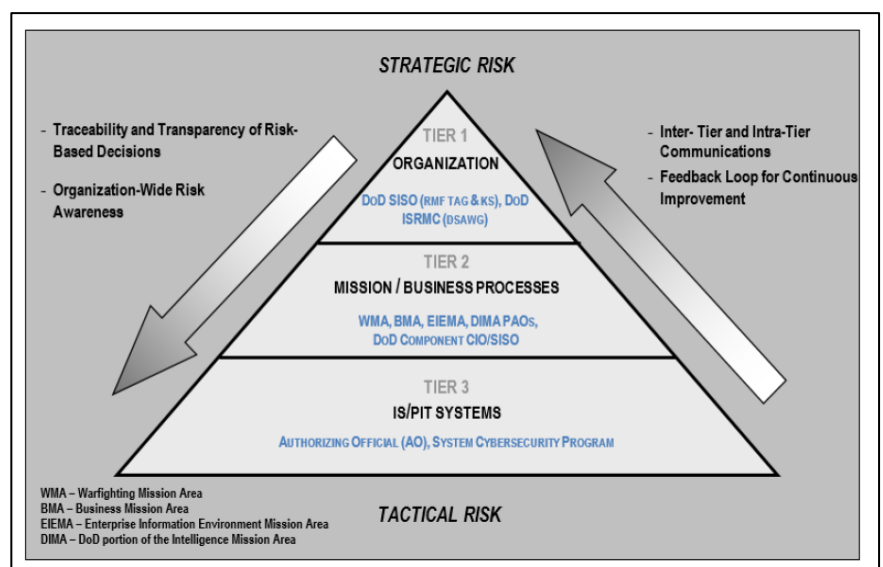 STRATEGIC RISK
- Traceability and Transparency of Risk-
Based Decisions
- Organization-Wide Risk
Awareness
- Inter- Tier and Intra-Tier
Communications
- Feedback Loop for Continuous
Improvement
TIER 1
ORGANIZATION
DOD SISO (RMF TAG & KS), DOD
ISRMC (DSAWG)
TIER 2
MISSION / BUSINESS PROCESSES
WMA, BMA, EIEMA, DIMA PAOS,
DOD COMPONENT CIO/SISO
TIER 3
IS/PIT SYSTEMS
AUTHORIZING OFFICIAL (AO), SYSTEM CYBERSECURITY PROGRAM
WMA – Warfighting Mission Area
BMA – Business Mission Area
EIEMA – Enterprise Information Environment Mission Area
DIMA – DoD portion of the Intelligence Mission Area
TACTICAL RISK